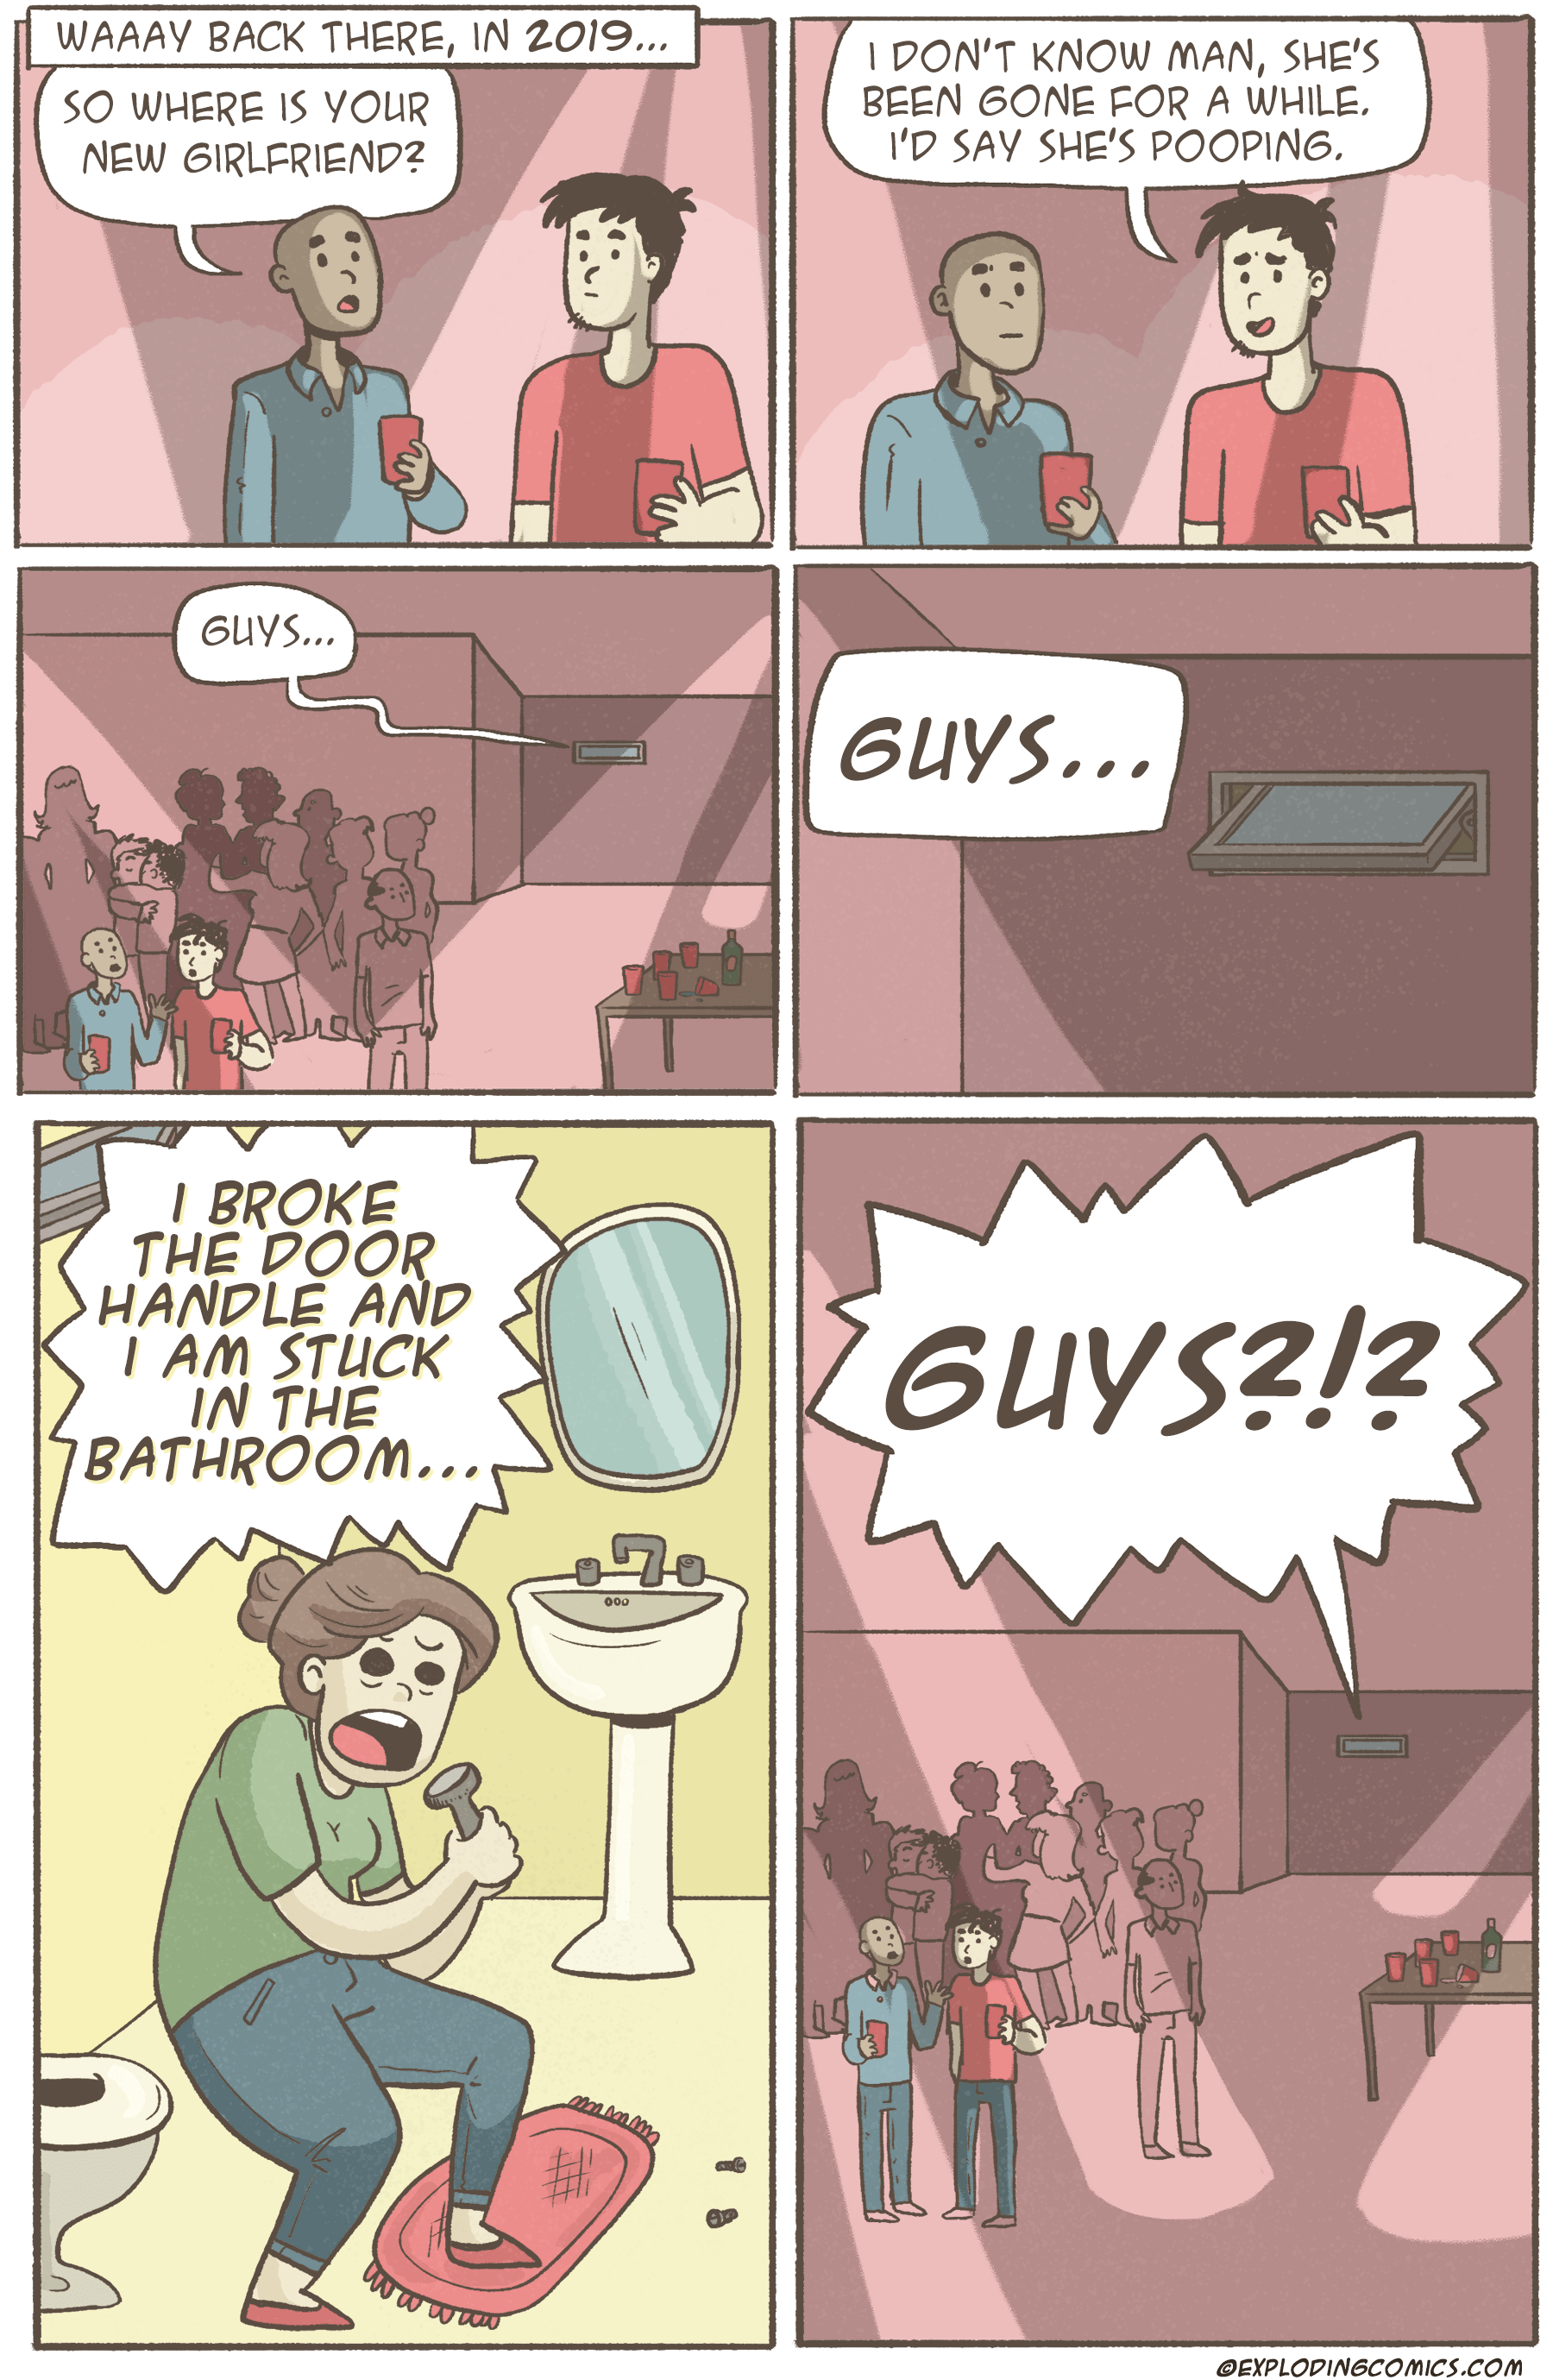 WAAAY BACK THERE, IN 2019...
SO WHERE IS YOUR
NEW GIRLFRIEND?
I DON'T KNOW MAN, SHE'S
BEEN GONE FOR A WHILE.
I'D SAY SHE'S POOPING.
GUYS...
GUYS...
I BROKE
THE DOOR
HANDLE AND
I AM STUCK
IN THE
BATHROOM...
GUYS?!?
©EXPLODINGCOMICS.COM